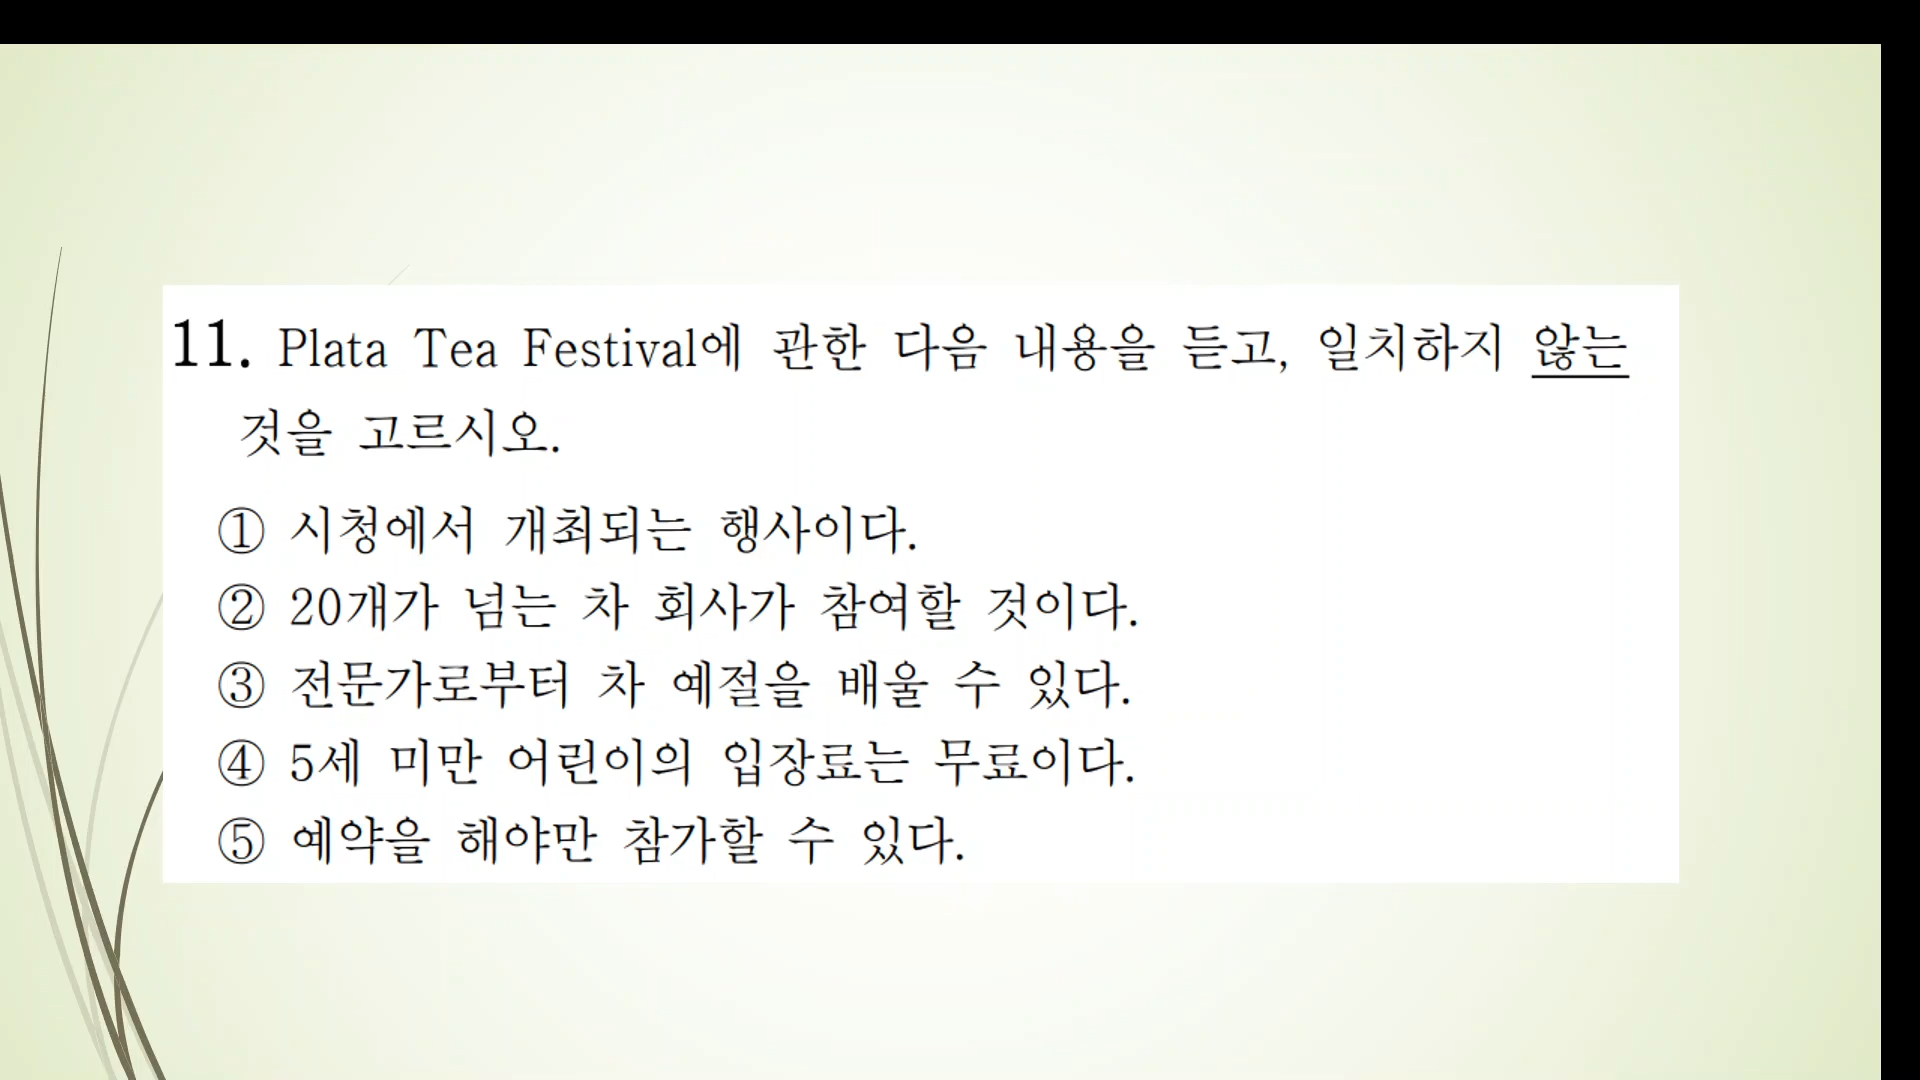 11. Plata Tea Festival에 관한 다음 내용을 듣고, 일치하지 않는
것을 고르시오.
① 시청에서 개최되는 행사이다.
② 20개가 넘는 차 회사가 참여할 것이다.
③ 전문가로부터 차 예절을 배울 수 있다.
④ 5세 미만 어린이의 입장료는 무료이다.
⑤ 예약을 해야만 참가할 수 있다.